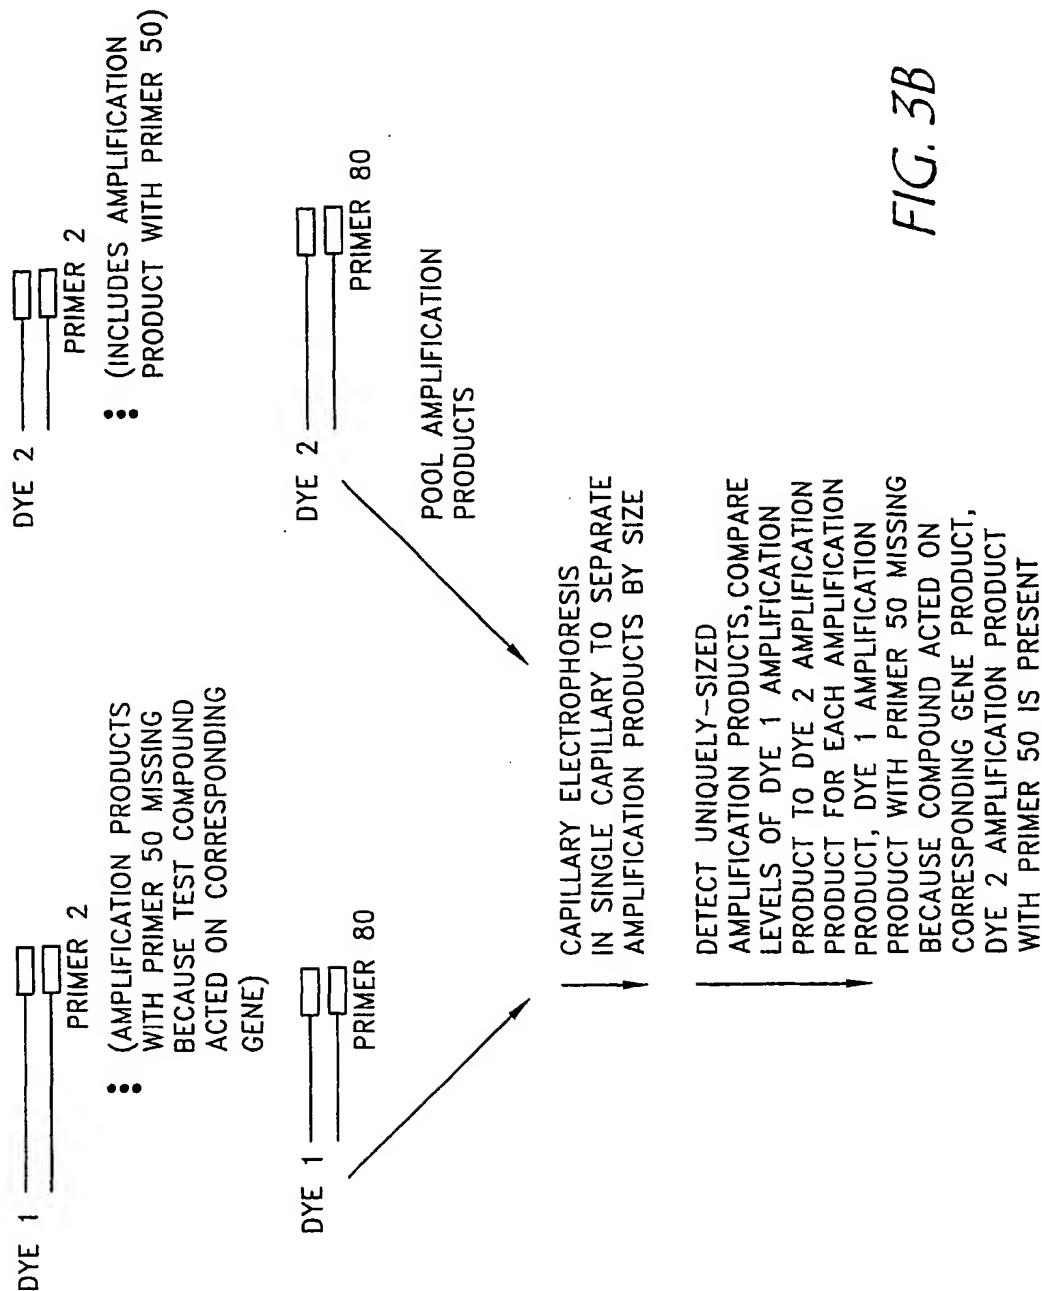 DYE 1
PRIMER 2
(AMPLIFICATION PRODUCTS
WITH PRIMER 50 MISSING
BECAUSE TEST COMPOUND
ACTED ON CORRESPONDING
GENE)
DYE 1
PRIMER 80
DYE 2
PRIMER 2
(INCLUDES AMPLIFICATION
PRODUCT WITH PRIMER 50)
DYE 2
PRIMER 80
POOL AMPLIFICATION
PRODUCTS
CAPILLARY ELECTROPHORESIS
IN SINGLE CAPILLARY TO SEPARATE
AMPLIFICATION PRODUCTS BY SIZE
DETECT UNIQUELY-SIZED
AMPLIFICATION PRODUCTS, COMPARE
LEVELS OF DYE 1 AMPLIFICATION
PRODUCT TO DYE 2 AMPLIFICATION
PRODUCT FOR EACH AMPLIFICATION
PRODUCT, DYE 1 AMPLIFICATION
PRODUCT WITH PRIMER 50 MISSING
BECAUSE COMPOUND ACTED ON
CORRESPONDING GENE PRODUCT,
DYE 2 AMPLIFICATION PRODUCT
WITH PRIMER 50 IS PRESENT
FIG. 3B